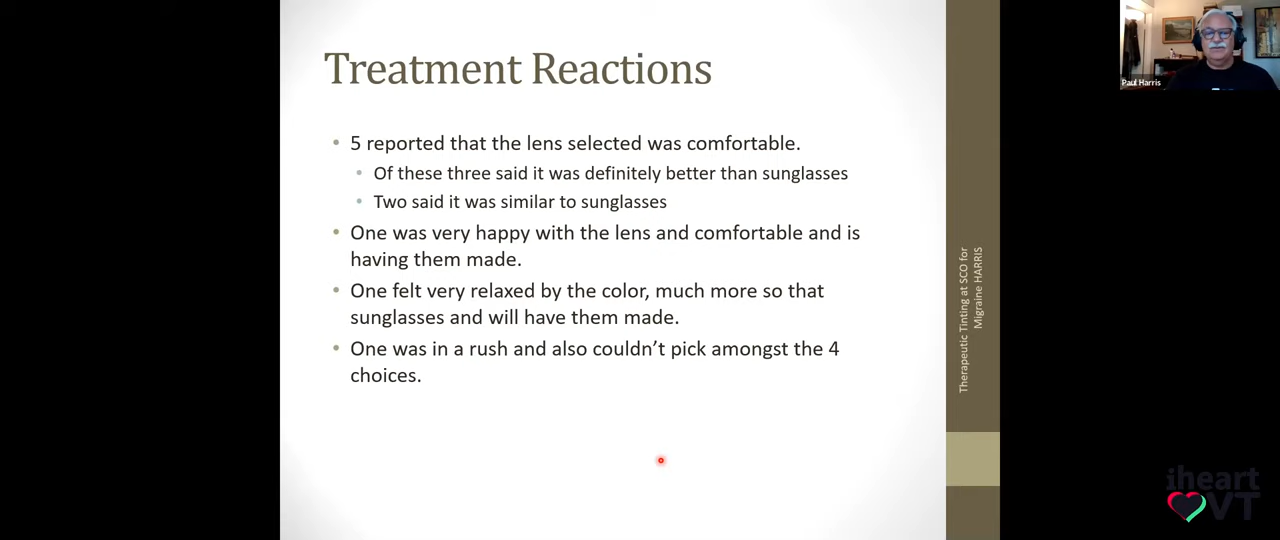 Treatment Reactions
• 5 reported that the lens selected was comfortable.
• Of these three said it was definitely better than sunglasses
• Two said it was similar to sunglasses
• One was very happy with the lens and comfortable and is
having them made.
• One felt very relaxed by the color, much more so that
sunglasses and will have them made.
• One was in a rush and also couldn't pick amongst the 4
choices.
Therapeutic Tinting at SCO for
Migraine HARRIS
Paul Harris
iheart
VT